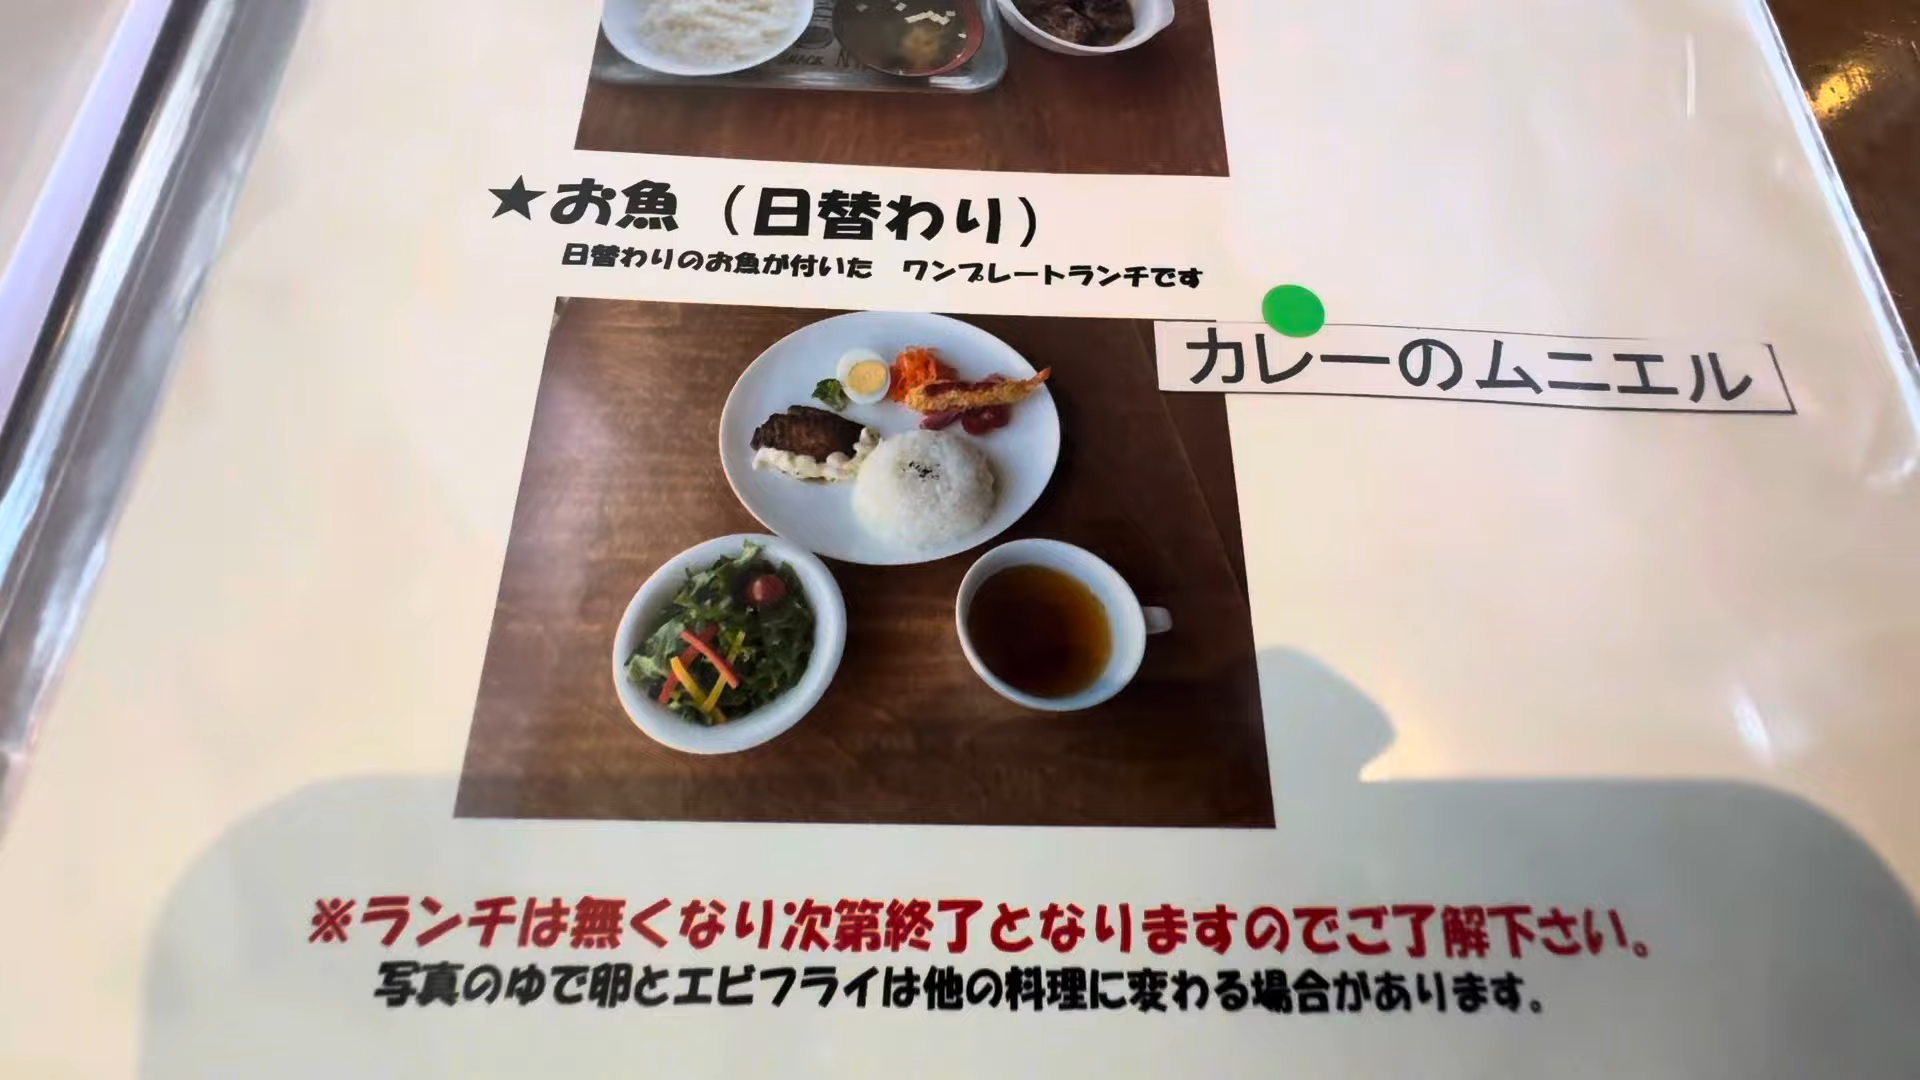 ★お魚（日替わり）
日替わりのお魚が付いた　ワンプレートランチです
カレーのムニエル
※ランチは無くなり次第終了となりますのでご了解下さい。
写真のゆで卵とエビフライは他の料理に変わる場合があります。